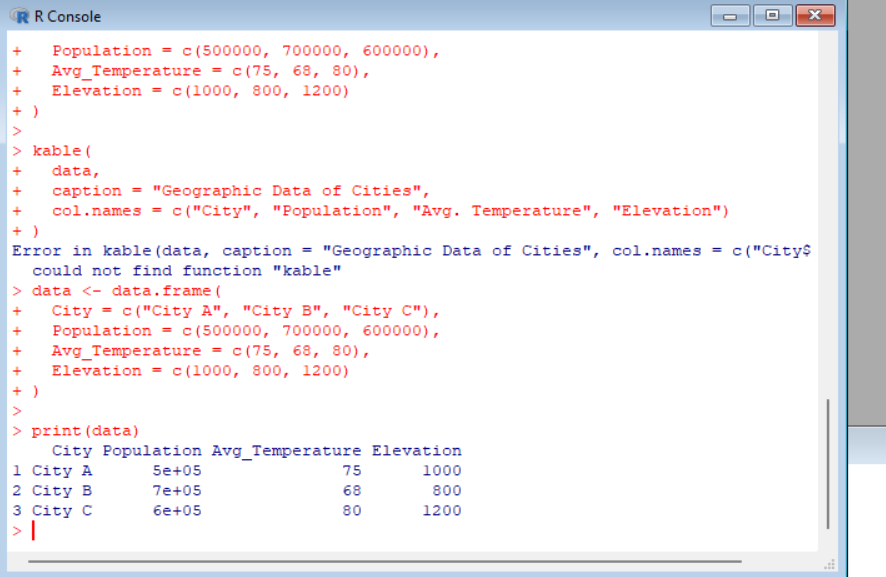 R Console
+   Population = c(500000, 700000, 600000),
+   Avg_Temperature = c(75, 68, 80),
+   Elevation = c(1000, 800, 1200)
+ )
>
> kable(
+   data,
+   caption = "Geographic Data of Cities",
+   col.names = c("City", "Population", "Avg. Temperature", "Elevation")
+ )
Error in kable(data, caption = "Geographic Data of Cities", col.names = c("City$
  could not find function "kable"
> data <- data.frame(
+   City = c("City A", "City B", "City C"),
+   Population = c(500000, 700000, 600000),
+   Avg_Temperature = c(75, 68, 80),
+   Elevation = c(1000, 800, 1200)
+ )
>
> print(data)
    City Population Avg_Temperature Elevation
1 City A      5e+05              75      1000
2 City B      7e+05              68       800
3 City C      6e+05              80      1200
>